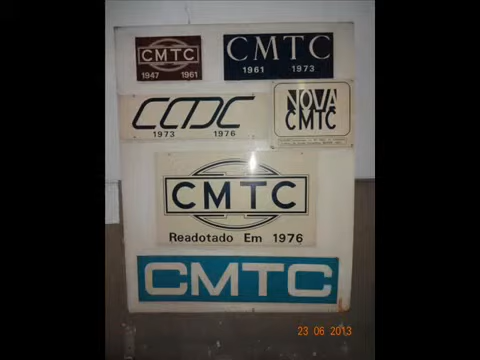 CMTC
1947 1961
CMTC
1961 1973
CMTC
1973 1976
NOVA
CMTC
CMTC
Readotado Em 1976
CMTC
23 06 2013